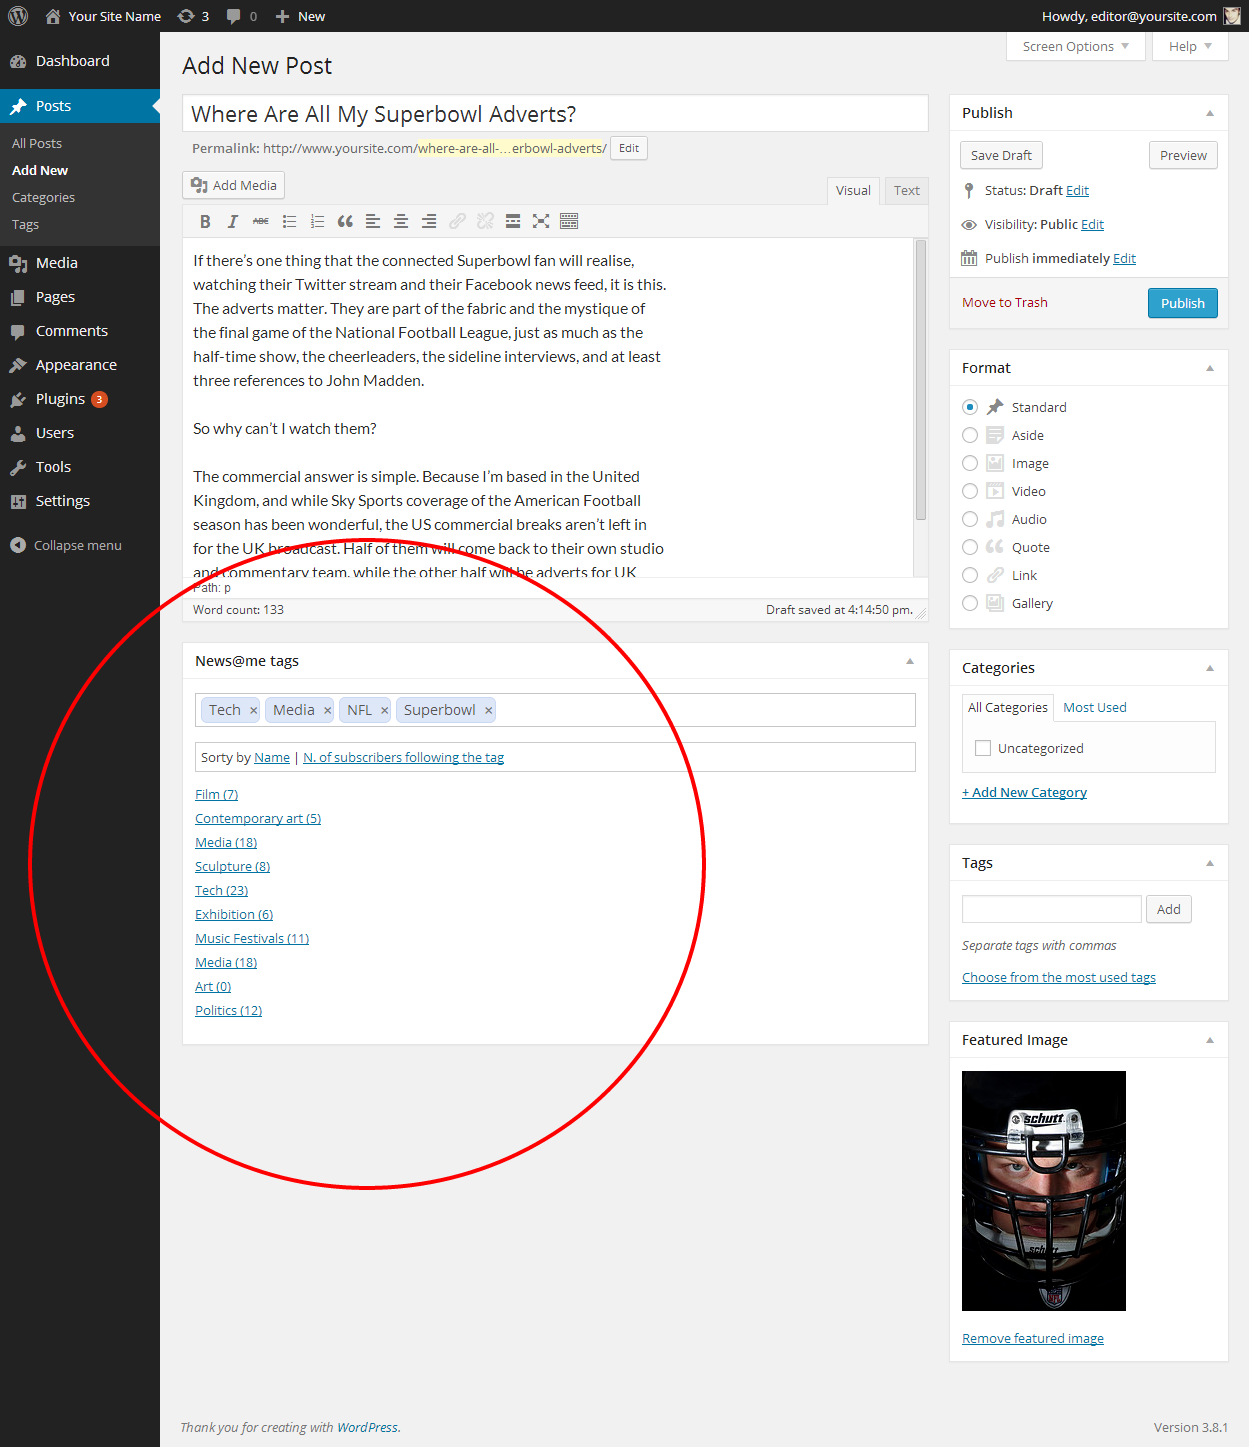 Your Site Name 3 0 New Howdy, editor@yoursite.com
Dashboard
Posts
All Posts
Add New
Categories
Tags
Media
Pages
Comments
Appearance
Plugins 3
Users
Tools
Settings
Collapse menu
Screen Options Help
Add New Post
Where Are All My Superbowl Adverts?
Permalink: http://www.yoursite.com/where-are-all-...erbowl-adverts/ Edit
Add Media
Visual Text
B I ABC
If there’s one thing that the connected Superbowl fan will realise,
watching their Twitter stream and their Facebook news feed, it is this.
The adverts matter. They are part of the fabric and the mystique of
the final game of the National Football League, just as much as the
half-time show, the cheerleaders, the sideline interviews, and at least
three references to John Madden.
So why can’t I watch them?
The commercial answer is simple. Because I’m based in the United
Kingdom, and while Sky Sports coverage of the American Football
season has been wonderful, the US commercial breaks aren’t left in
for the UK broadcast. Half of them will come back to their own studio
and commentary team, while the other half will be adverts for UK
Path: p
Word count: 133 Draft saved at 4:14:50 pm.
News@me tags
Tech × Media × NFL × Superbowl ×
Sorty by Name | N. of subscribers following the tag
Film (7)
Contemporary art (5)
Media (18)
Sculpture (8)
Tech (23)
Exhibition (6)
Music Festivals (11)
Media (18)
Art (0)
Politics (12)
Publish
Save Draft Preview
Status: Draft Edit
Visibility: Public Edit
Publish immediately Edit
Move to Trash Publish
Format
Standard
Aside
Image
Video
Audio
Quote
Link
Gallery
Categories
All Categories Most Used
Uncategorized
+ Add New Category
Tags
Add
Separate tags with commas
Choose from the most used tags
Featured Image
schutt
schutt
NFL
Remove featured image
Thank you for creating with WordPress. Version 3.8.1